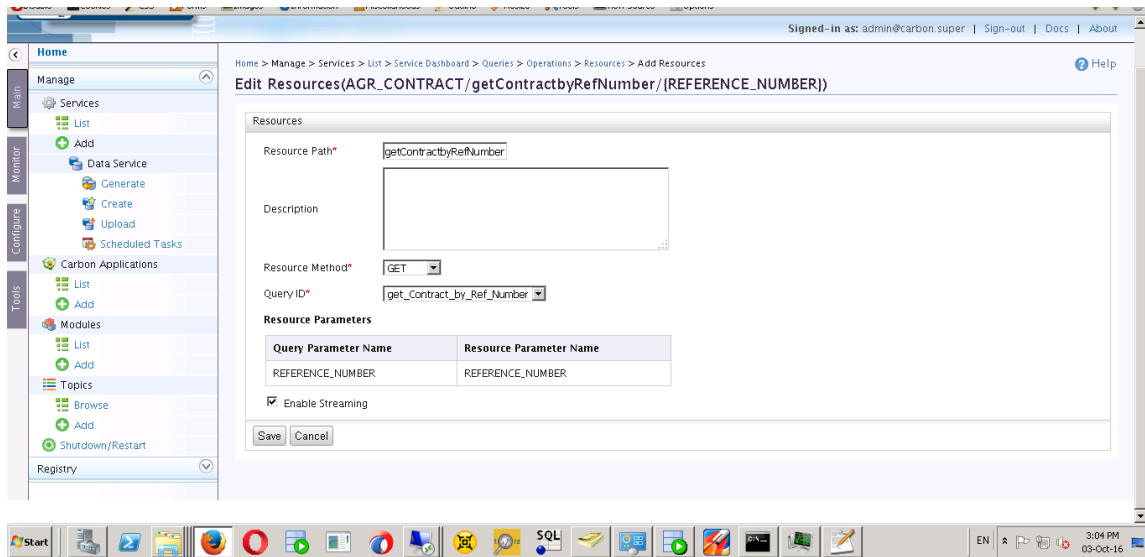 Signed-in as: admin@carbon.super | Sign-out | Docs | About
Home
Manage
Services
List
Add
Data Service
Generate
Create
Upload
Scheduled Tasks
Carbon Applications
List
Add
Modules
List
Add
Topics
Browse
Add
Shutdown/Restart
Registry
Main
Monitor
Configure
Tools
Home > Manage > Services > List > Service Dashboard > Queries > Operations > Resources > Add Resources
Help
Edit Resources(AGR_CONTRACT/getContractbyRefNumber/{REFERENCE_NUMBER})
Resources
Resource Path*
getContractbyRefNumber
Description
Resource Method*
GET
Query ID*
get_Contract_by_Ref_Number
Resource Parameters
Query Parameter Name Resource Parameter Name
REFERENCE_NUMBER REFERENCE_NUMBER
Enable Streaming
Save Cancel
Start
SQL
EN
3:04 PM
03-Oct-16